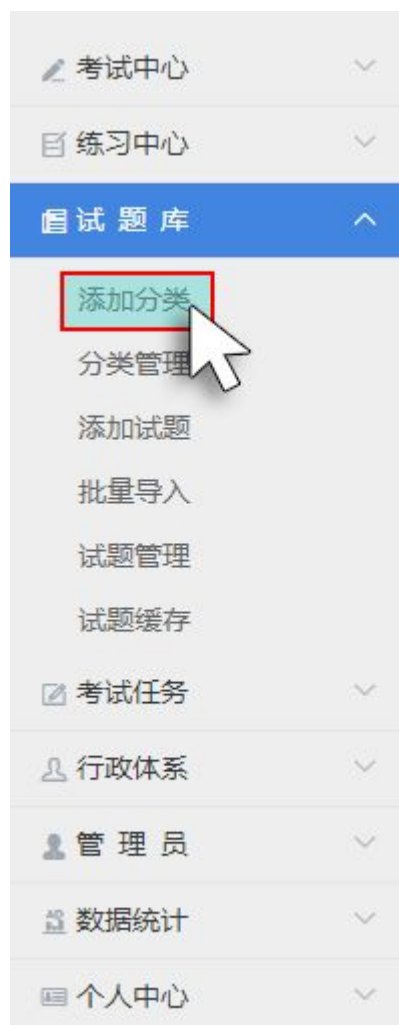 考试中心
练习中心
试 题 库
添加分类
分类管理
添加试题
批量导入
试题管理
试题缓存
考试任务
行政体系
管 理 员
数据统计
个人中心